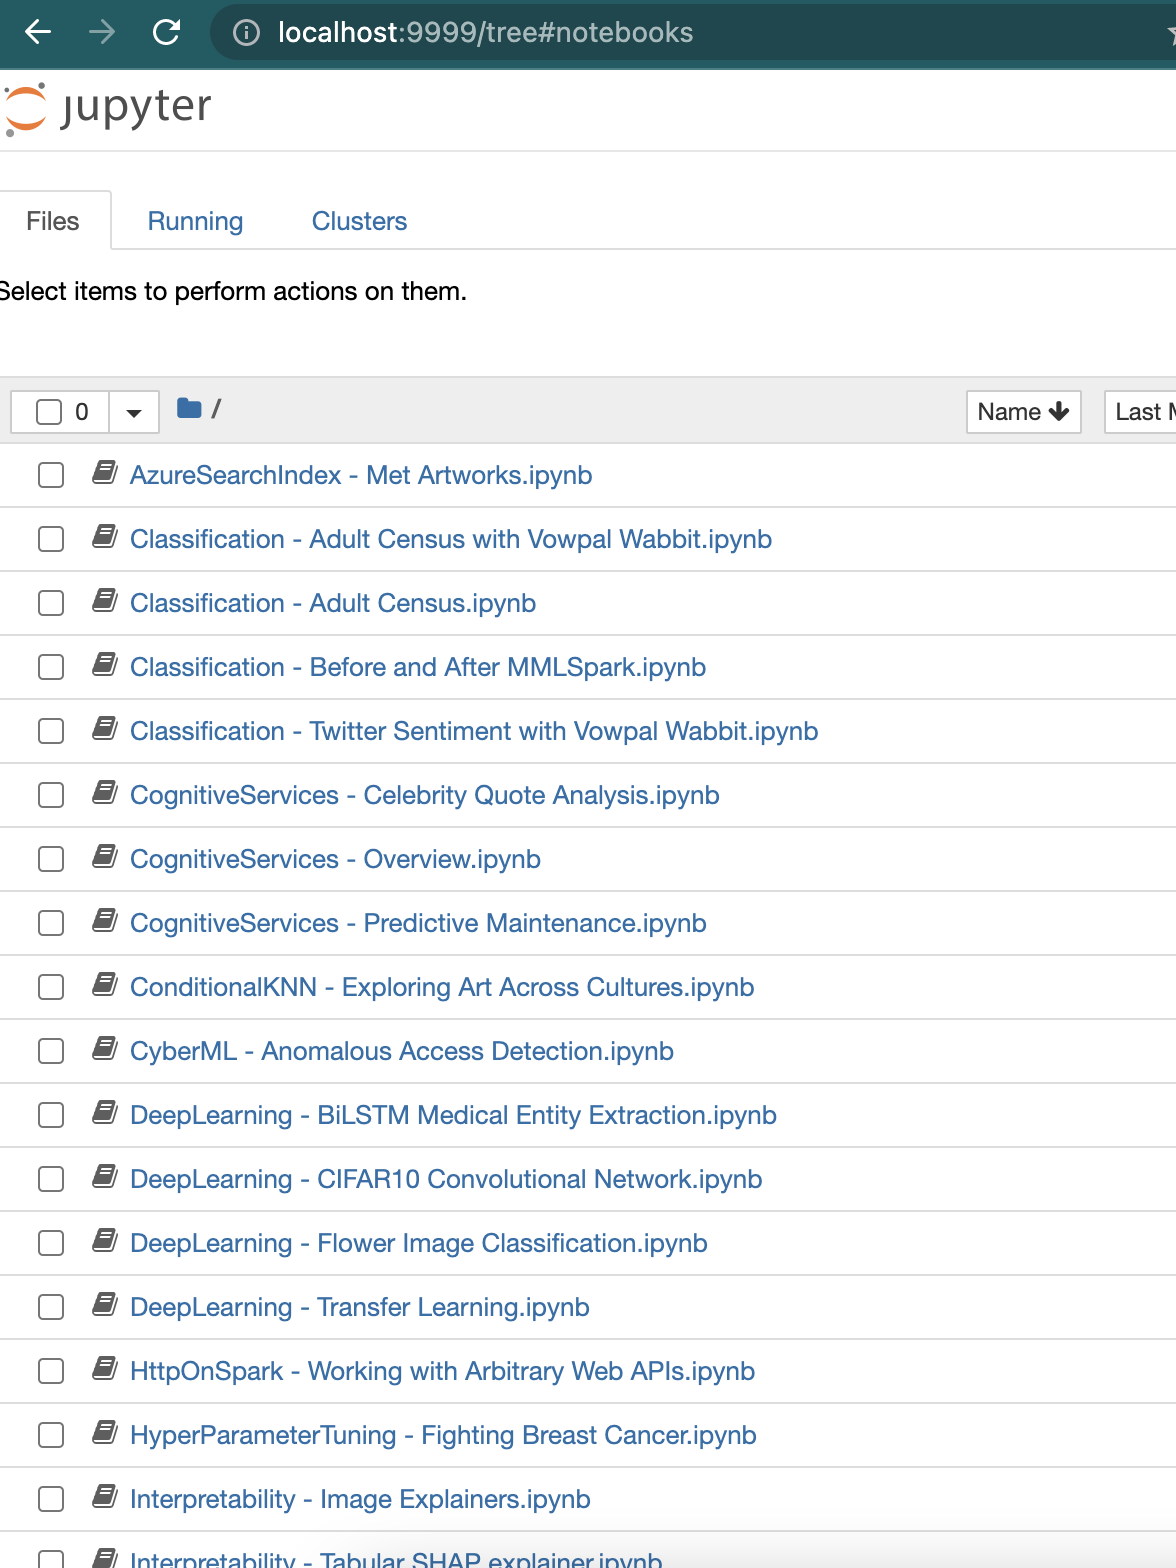 localhost:9999/tree#notebooks
jupyter
Files Running Clusters
Select items to perform actions on them.
0 / Name Last
AzureSearchIndex - Met Artworks.ipynb
Classification - Adult Census with Vowpal Wabbit.ipynb
Classification - Adult Census.ipynb
Classification - Before and After MMLSpark.ipynb
Classification - Twitter Sentiment with Vowpal Wabbit.ipynb
CognitiveServices - Celebrity Quote Analysis.ipynb
CognitiveServices - Overview.ipynb
CognitiveServices - Predictive Maintenance.ipynb
ConditionalKNN - Exploring Art Across Cultures.ipynb
CyberML - Anomalous Access Detection.ipynb
DeepLearning - BiLSTM Medical Entity Extraction.ipynb
DeepLearning - CIFAR10 Convolutional Network.ipynb
DeepLearning - Flower Image Classification.ipynb
DeepLearning - Transfer Learning.ipynb
HttpOnSpark - Working with Arbitrary Web APIs.ipynb
HyperParameterTuning - Fighting Breast Cancer.ipynb
Interpretability - Image Explainers.ipynb
Interpretability - Tabular SHAP explainer.ipynb